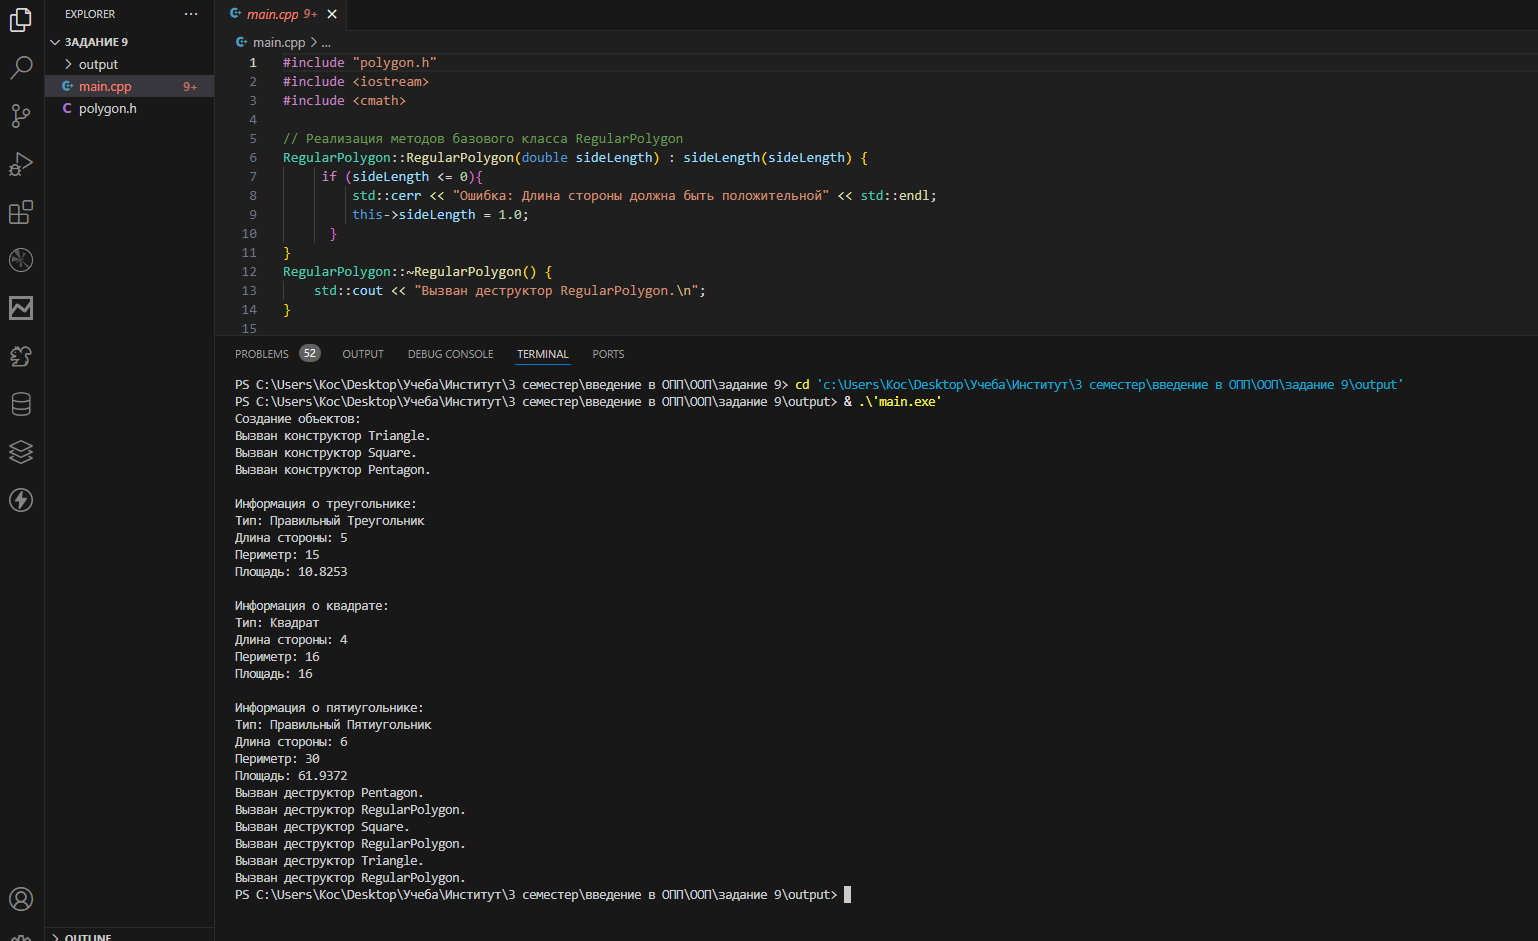 EXPLORER
ЗАДАНИЕ 9
output
main.cpp 9+
polygon.h
OUTLINE
main.cpp 9+
main.cpp > ...
1 #include "polygon.h"
2 #include <iostream>
3 #include <cmath>
4
5 // Реализация методов базового класса RegularPolygon
6 RegularPolygon::RegularPolygon(double sideLength) : sideLength(sideLength) {
7 if (sideLength <= 0){
8 std::cerr << "Ошибка: Длина стороны должна быть положительной" << std::endl;
9 this->sideLength = 1.0;
10 }
11 }
12 RegularPolygon::~RegularPolygon() {
13 std::cout << "Вызван деструктор RegularPolygon.\n";
14 }
15
PROBLEMS 52 OUTPUT DEBUG CONSOLE TERMINAL PORTS
PS C:\Users\Кос\Desktop\Учеба\Институт\3 семестр\введение в ОПП\ООП\задание 9> cd 'c:\Users\Кос\Desktop\Учеба\Институт\3 семестр\введение в ОПП\ООП\задание 9\output'
PS C:\Users\Кос\Desktop\Учеба\Институт\3 семестр\введение в ОПП\ООП\задание 9\output> & .\'main.exe'
Создание объектов:
Вызван конструктор Triangle.
Вызван конструктор Square.
Вызван конструктор Pentagon.

Информация о треугольнике:
Тип: Правильный Треугольник
Длина стороны: 5
Периметр: 15
Площадь: 10.8253

Информация о квадрате:
Тип: Квадрат
Длина стороны: 4
Периметр: 16
Площадь: 16

Информация о пятиугольнике:
Тип: Правильный Пятиугольник
Длина стороны: 6
Периметр: 30
Площадь: 61.9372
Вызван деструктор Pentagon.
Вызван деструктор RegularPolygon.
Вызван деструктор Square.
Вызван деструктор RegularPolygon.
Вызван деструктор Triangle.
Вызван деструктор RegularPolygon.
PS C:\Users\Кос\Desktop\Учеба\Институт\3 семестр\введение в ОПП\ООП\задание 9\output>